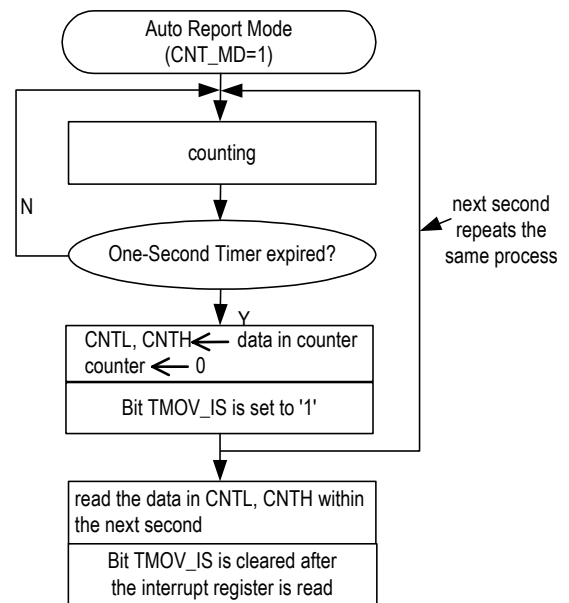 Auto Report Mode
(CNT_MD=1)
counting
N
next second
repeats the
same process
One-Second Timer expired?
Y
CNTL, CNTH ← data in counter
counter ← 0
Bit TMOV_IS is set to '1'
read the data in CNTL, CNTH within
the next second
Bit TMOV_IS is cleared after
the interrupt register is read